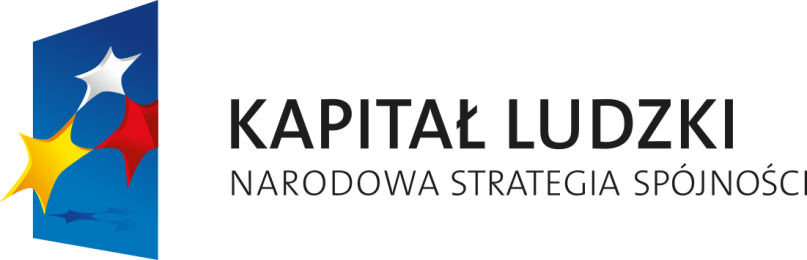 KAPITAŁ LUDZKI
NARODOWA STRATEGIA SPÓJNOŚCI